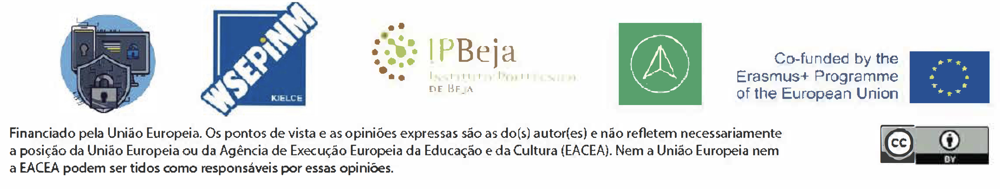 WSEPiNM
KIELCE
IPBeja
DE BEJA
Co-funded by the
Erasmus+ Programme
of the European Union
Financiado pela União Europeia. Os pontos de vista e as opiniões expressas são as do(s) autor(es) e não refletem necessariamente
a posição da União Europeia ou da Agência de Execução Europeia da Educação e da Cultura (EACEA). Nem a União Europeia nem
a EACEA podem ser tidos como responsáveis por essas opiniões.
cc
BY